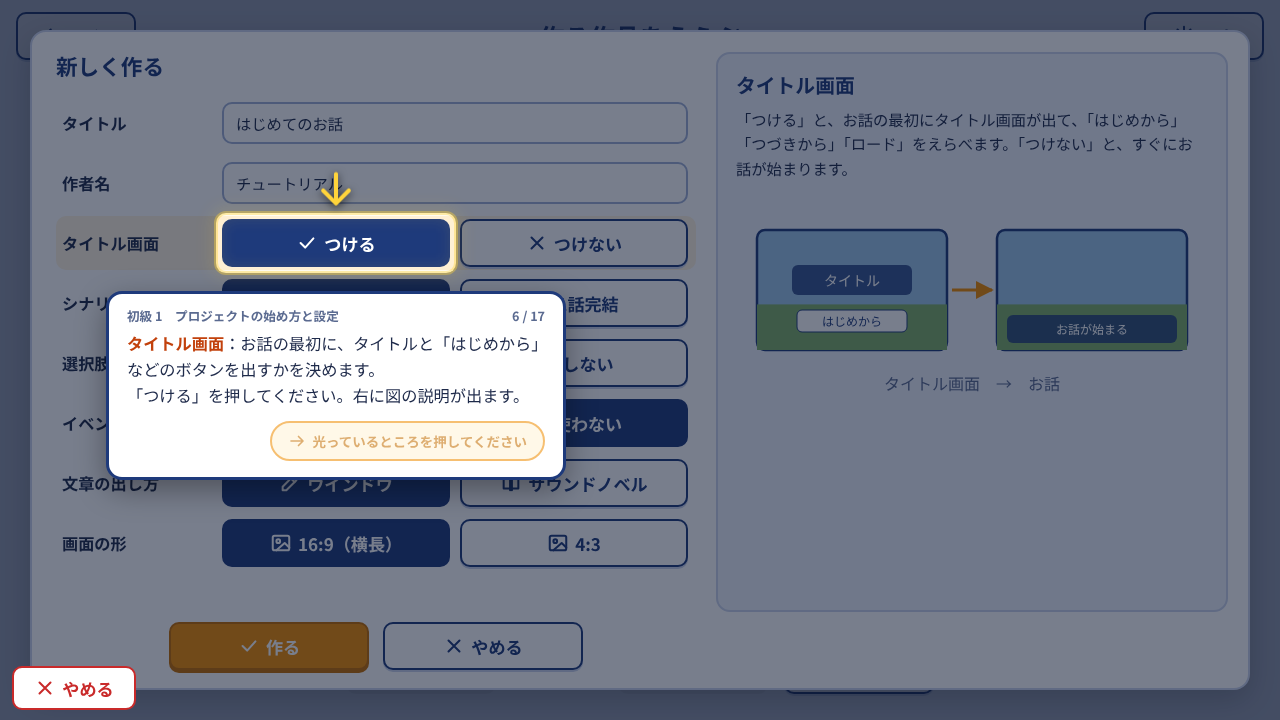 新しく作る
タイトル
はじめてのお話
作者名
チュートリアル
タイトル画面
つける
つけない
シナリ
話完結
選択肢
しない
イベン
使わない
初級 1 プロジェクトの始め方と設定
6 / 17
タイトル画面：お話の最初に、タイトルと「はじめから」
などのボタンを出すかを決めます。
「つける」を押してください。右に図の説明が出ます。
→ 光っているところを押してください
文章の出し方
ウインドウ
サウンドノベル
画面の形
16:9（横長）
4:3
作る
やめる
やめる
タイトル画面
「つける」と、お話の最初にタイトル画面が出て、「はじめから」
「つづきから」「ロード」をえらべます。「つけない」と、すぐにお
話が始まります。
タイトル
はじめから
お話が始まる
タイトル画面 → お話